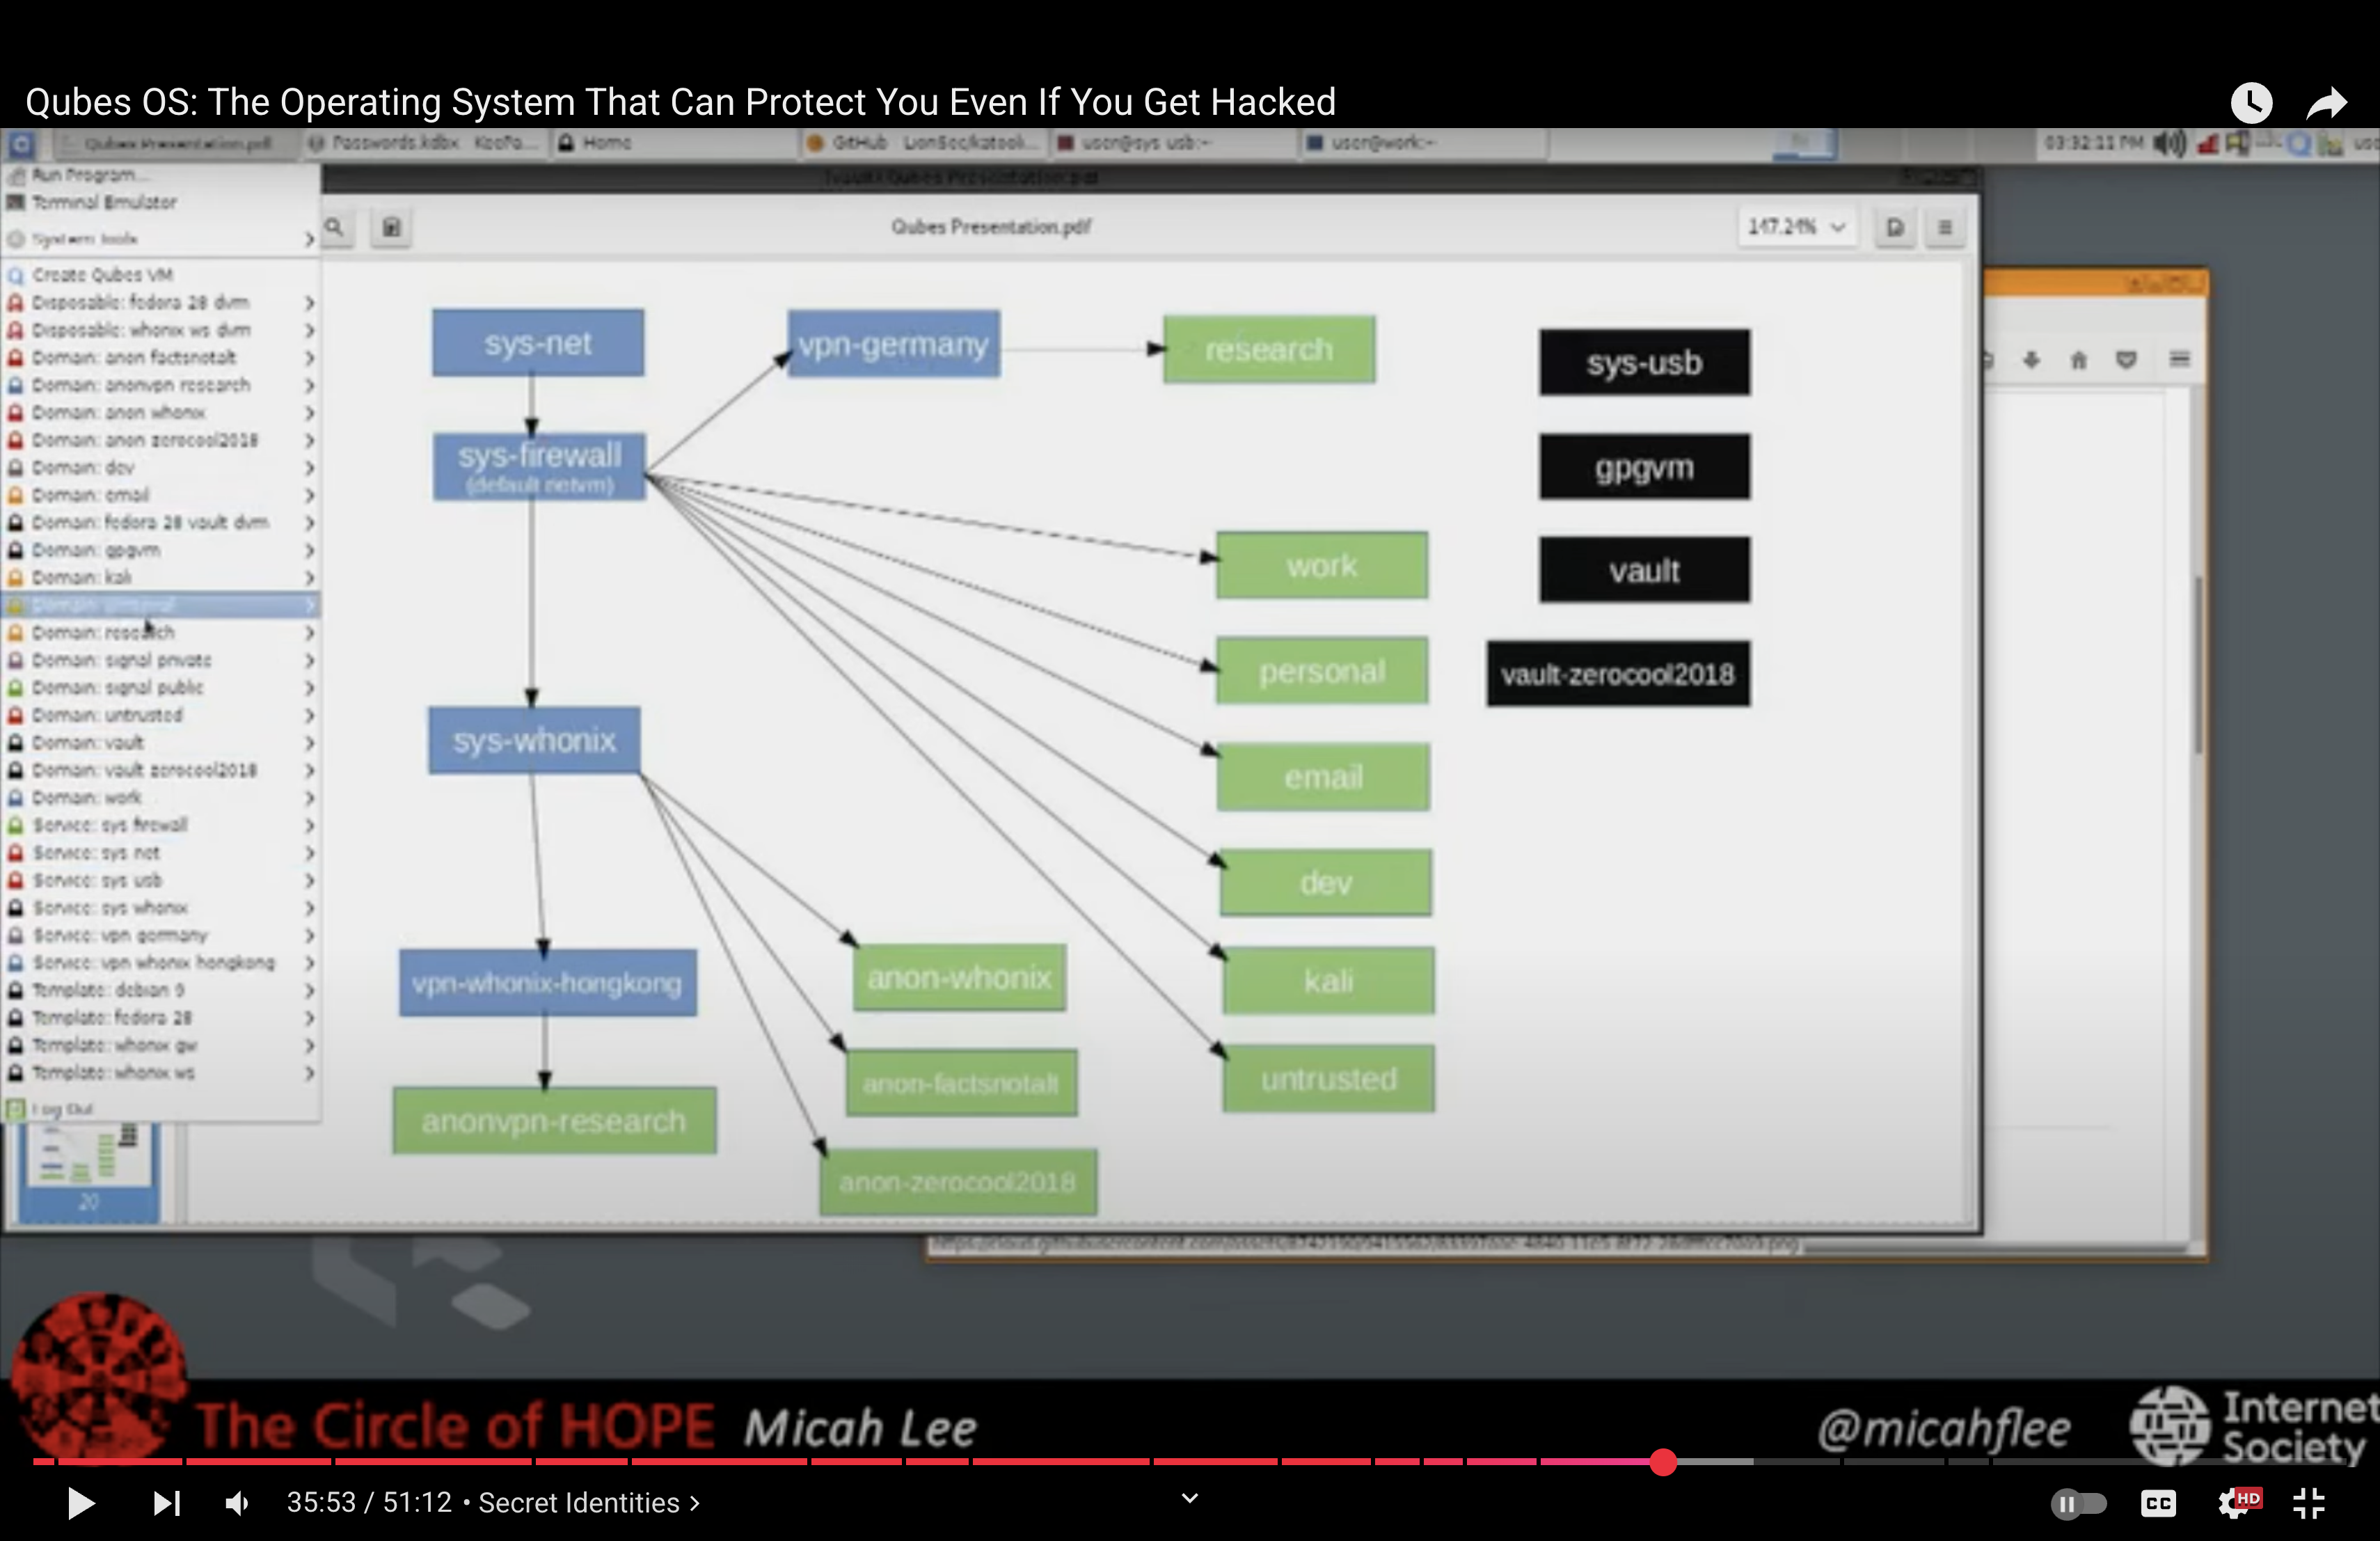 Qubes OS: The Operating System That Can Protect You Even If You Get Hacked
Qubes Presentation.pdf
Passwords.kdbx
Home
GitHub
user@sys-usb:~
user@work:~
03:32:11 PM
Run Program...
Terminal Emulator
System Tools
Create Qubes VM
Disposable: fedora-28-dvm
Disposable: whonix-ws-dvm
Domain: anon-factsnotalt
Domain: anonvpn-research
Domain: anon-whonix
Domain: anon-zerocool2018
Domain: dev
Domain: email
Domain: fedora-28-vault-dvm
Domain: gpgvm
Domain: kali
Domain: personal
Domain: research
Domain: signal-private
Domain: signal-public
Domain: untrusted
Domain: vault
Domain: vault-zerocool2018
Domain: work
Service: sys-firewall
Service: sys-net
Service: sys-usb
Service: sys-whonix
Service: vpn-germany
Service: vpn-whonix-hongkong
Template: debian-9
Template: fedora-28
Template: whonix-gw
Template: whonix-ws
Log Out
20
Qubes Presentation.pdf
147.24%
sys-net
vpn-germany
research
sys-usb
sys-firewall
(default netvm)
gpgvm
work
vault
personal
vault-zerocool2018
sys-whonix
email
dev
vpn-whonix-hongkong
anon-whonix
kali
anon-factsnotalt
untrusted
anonvpn-research
anon-zerocool2018
The Circle of HOPE Micah Lee
@micahflee
Internet
Society
35:53 / 51:12 • Secret Identities
CC
HD